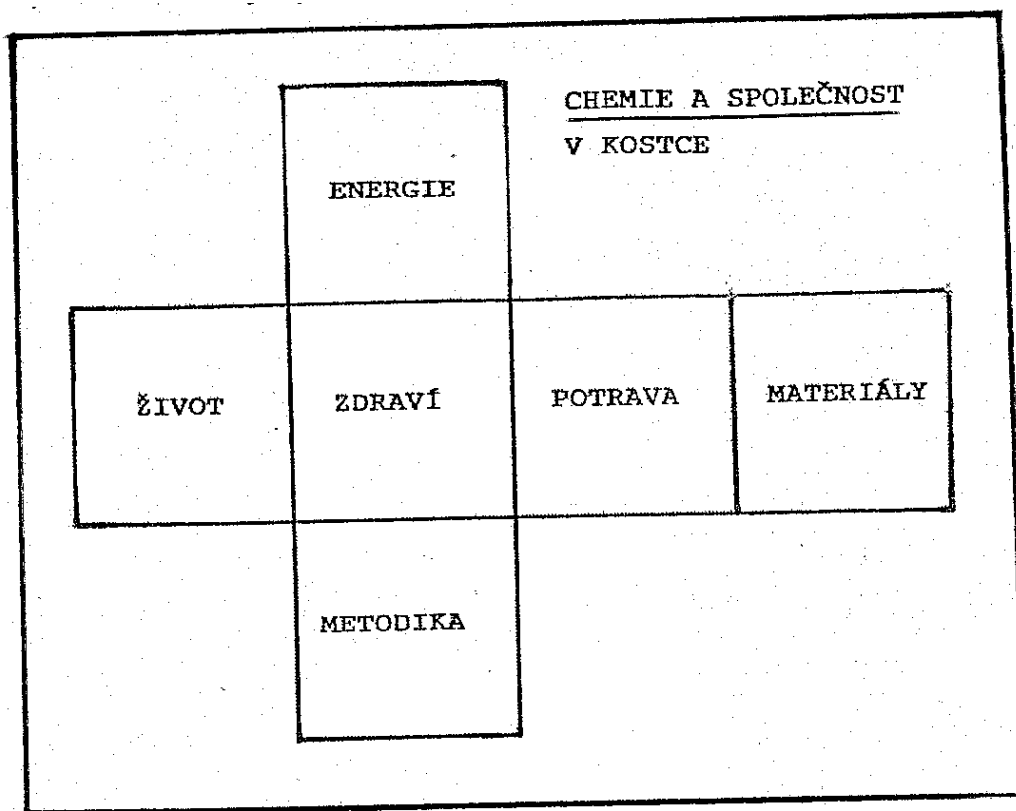 CHEMIE A SPOLEČNOST
V KOSTCE
ENERGIE
ŽIVOT
ZDRAVÍ
POTRAVA
MATERIÁLY
METODIKA